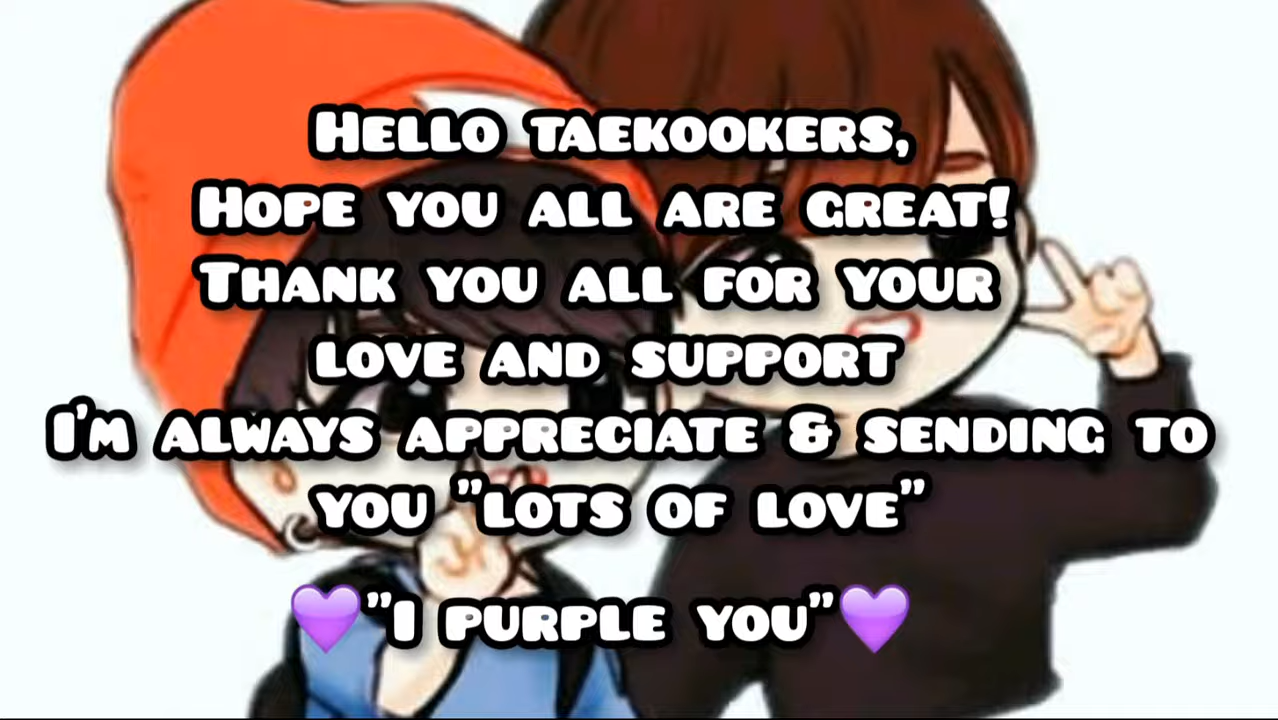 Hello taekookers,
Hope you all are great!
Thank you all for your
love and support
I'm always appreciate & sending to
you "lots of love"
💜"I purple you"💜